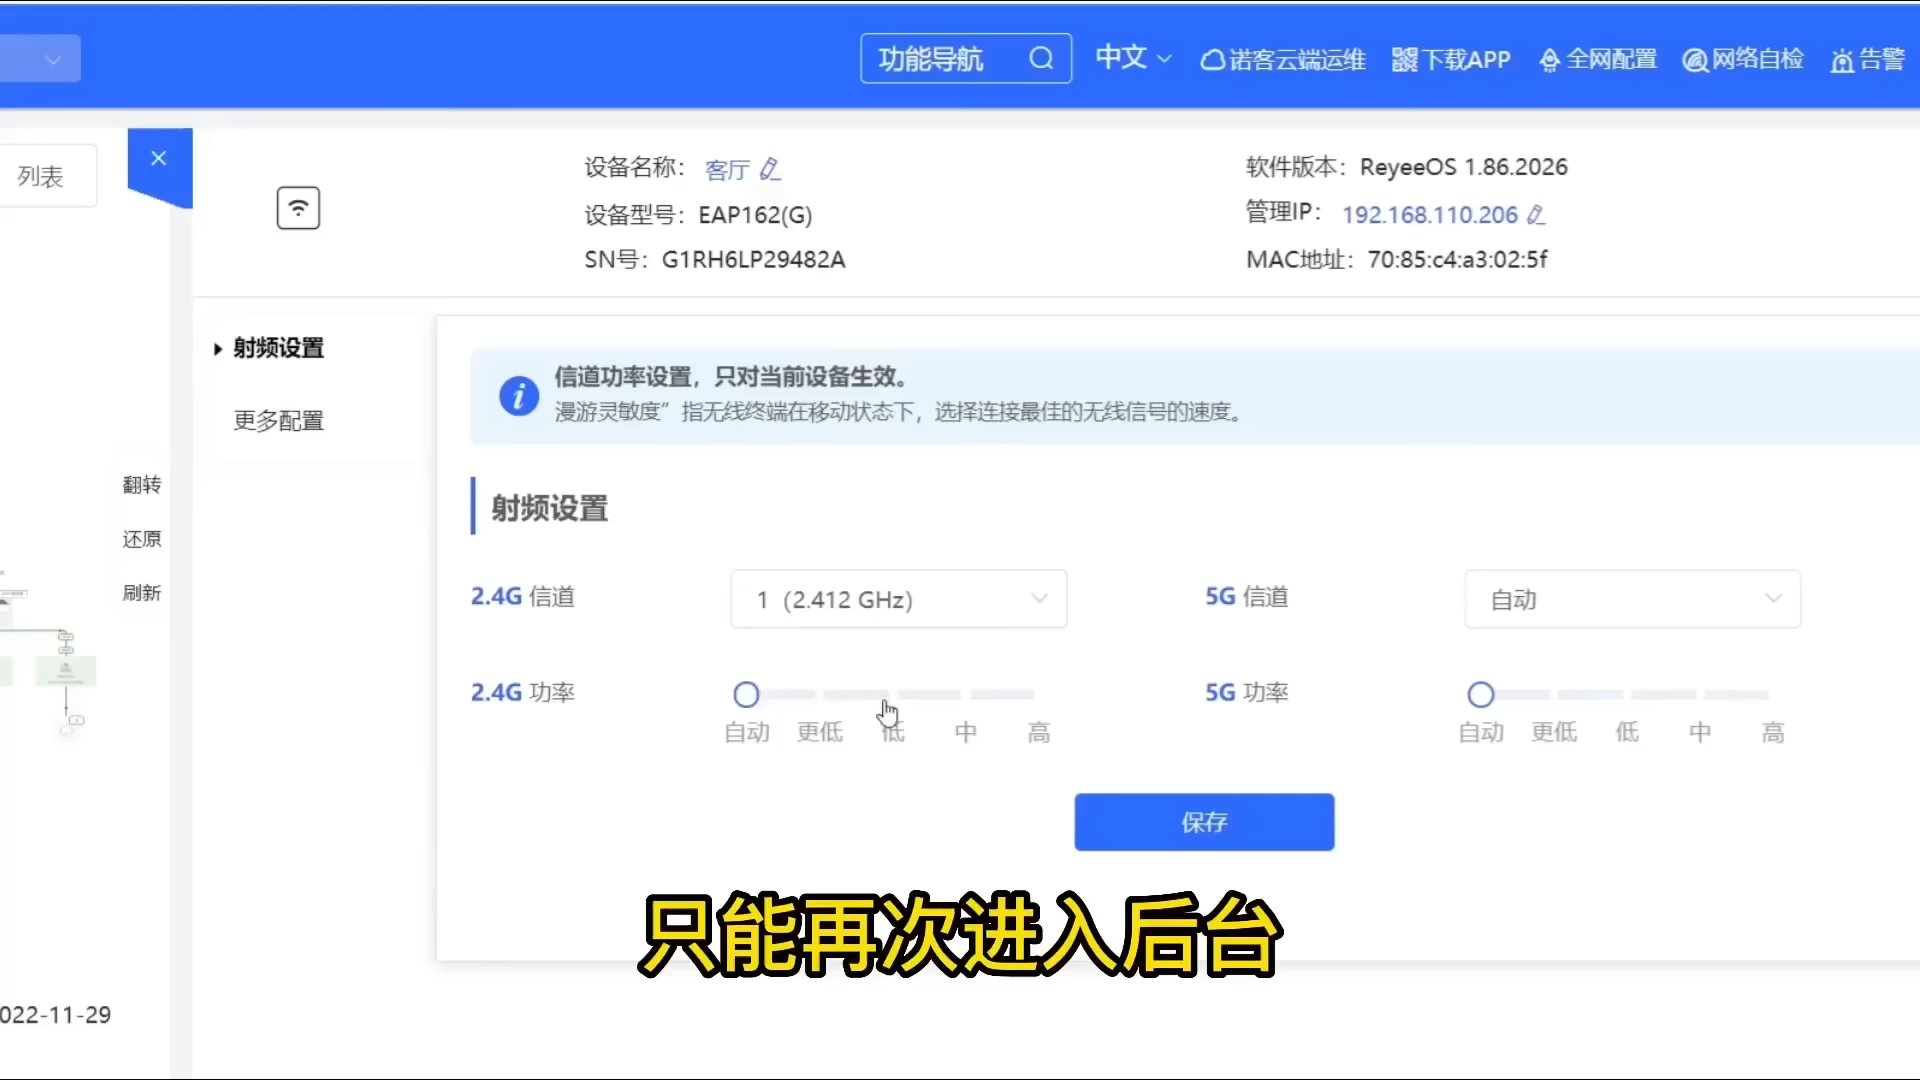 功能导航
中文
诺客云端运维
下载APP
全网配置
网络自检
告警
列表
设备名称： 客厅
软件版本： ReyeeOS 1.86.2026
设备型号： EAP162(G)
管理IP： 192.168.110.206
SN号： G1RH6LP29482A
MAC地址： 70:85:c4:a3:02:5f
射频设置
更多配置
翻转
还原
刷新
信道功率设置，只对当前设备生效。
漫游灵敏度” 指无线终端在移动状态下，选择连接最佳的无线信号的速度。
射频设置
2.4G 信道
1 (2.412 GHz)
5G 信道
自动
2.4G 功率
自动 更低 低 中 高
5G 功率
自动 更低 低 中 高
保存
只能再次进入后台
022-11-29